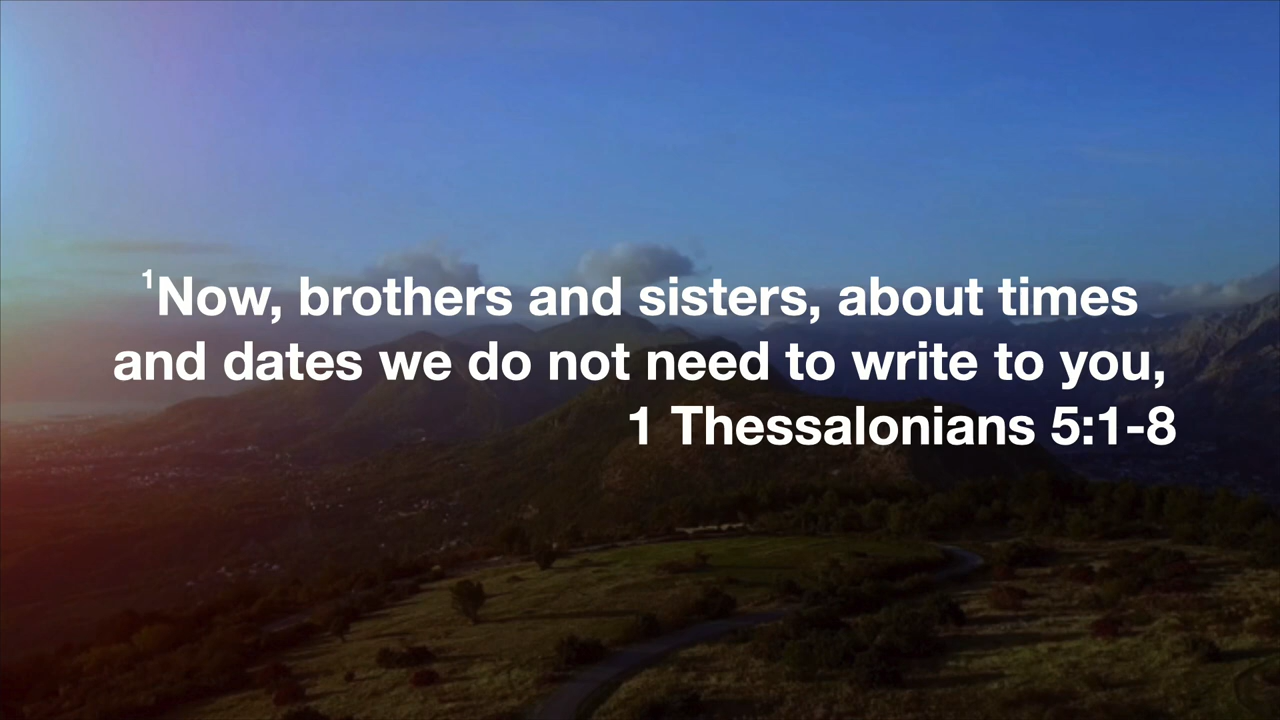 ¹Now, brothers and sisters, about times
and dates we do not need to write to you,
1 Thessalonians 5:1-8